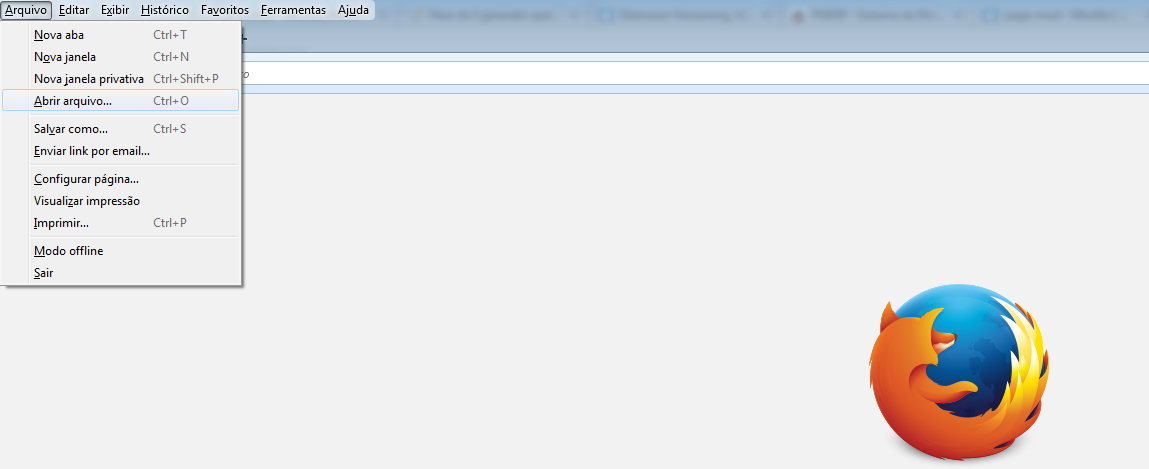 Arquivo Editar Exibir Histórico Favoritos Ferramentas Ajuda
Nova aba Ctrl+T
Nova janela Ctrl+N
Nova janela privativa Ctrl+Shift+P
Abrir arquivo... Ctrl+O
Salvar como... Ctrl+S
Enviar link por email...
Configurar página...
Visualizar impressão
Imprimir... Ctrl+P
Modo offline
Sair